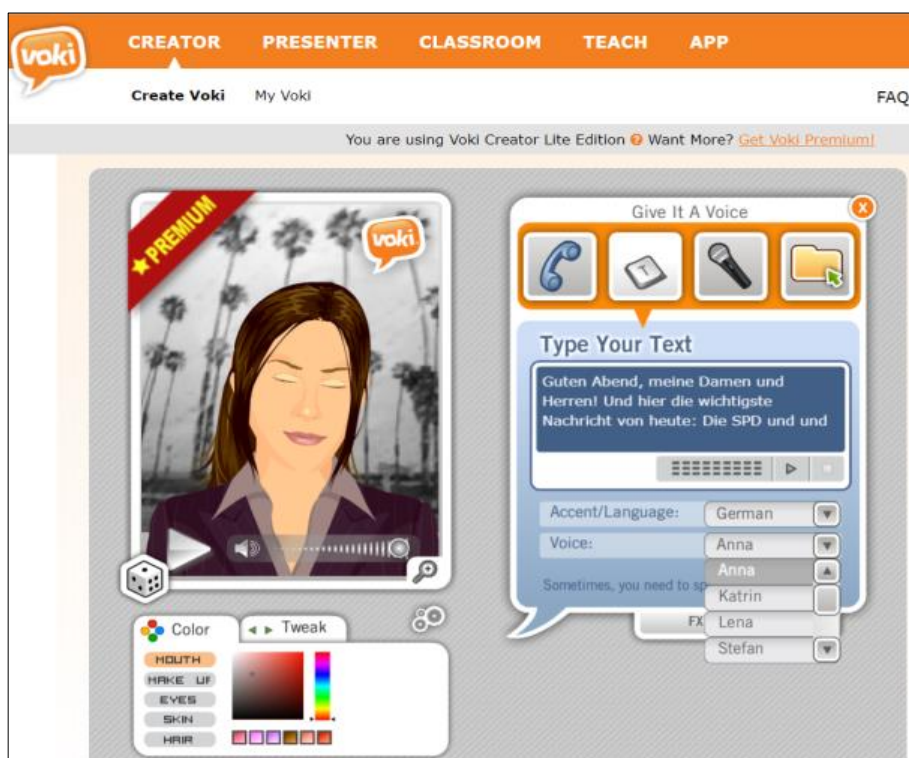 voki
CREATOR PRESENTER CLASSROOM TEACH APP
Create Voki My Voki FAQ
You are using Voki Creator Lite Edition ? Want More? Get Voki Premium!
PREMIUM
voki
Give It A Voice
X
T
Type Your Text
Guten Abend, meine Damen und
Herren! Und hier die wichtigste
Nachricht von heute: Die SPD und und
Accent/Language: German
Voice: Anna
Anna
Sometimes, you need to sp
Katrin
FX
Lena
Stefan
Color Tweak
MOUTH
MAKE UP
EYES
SKIN
HAIR